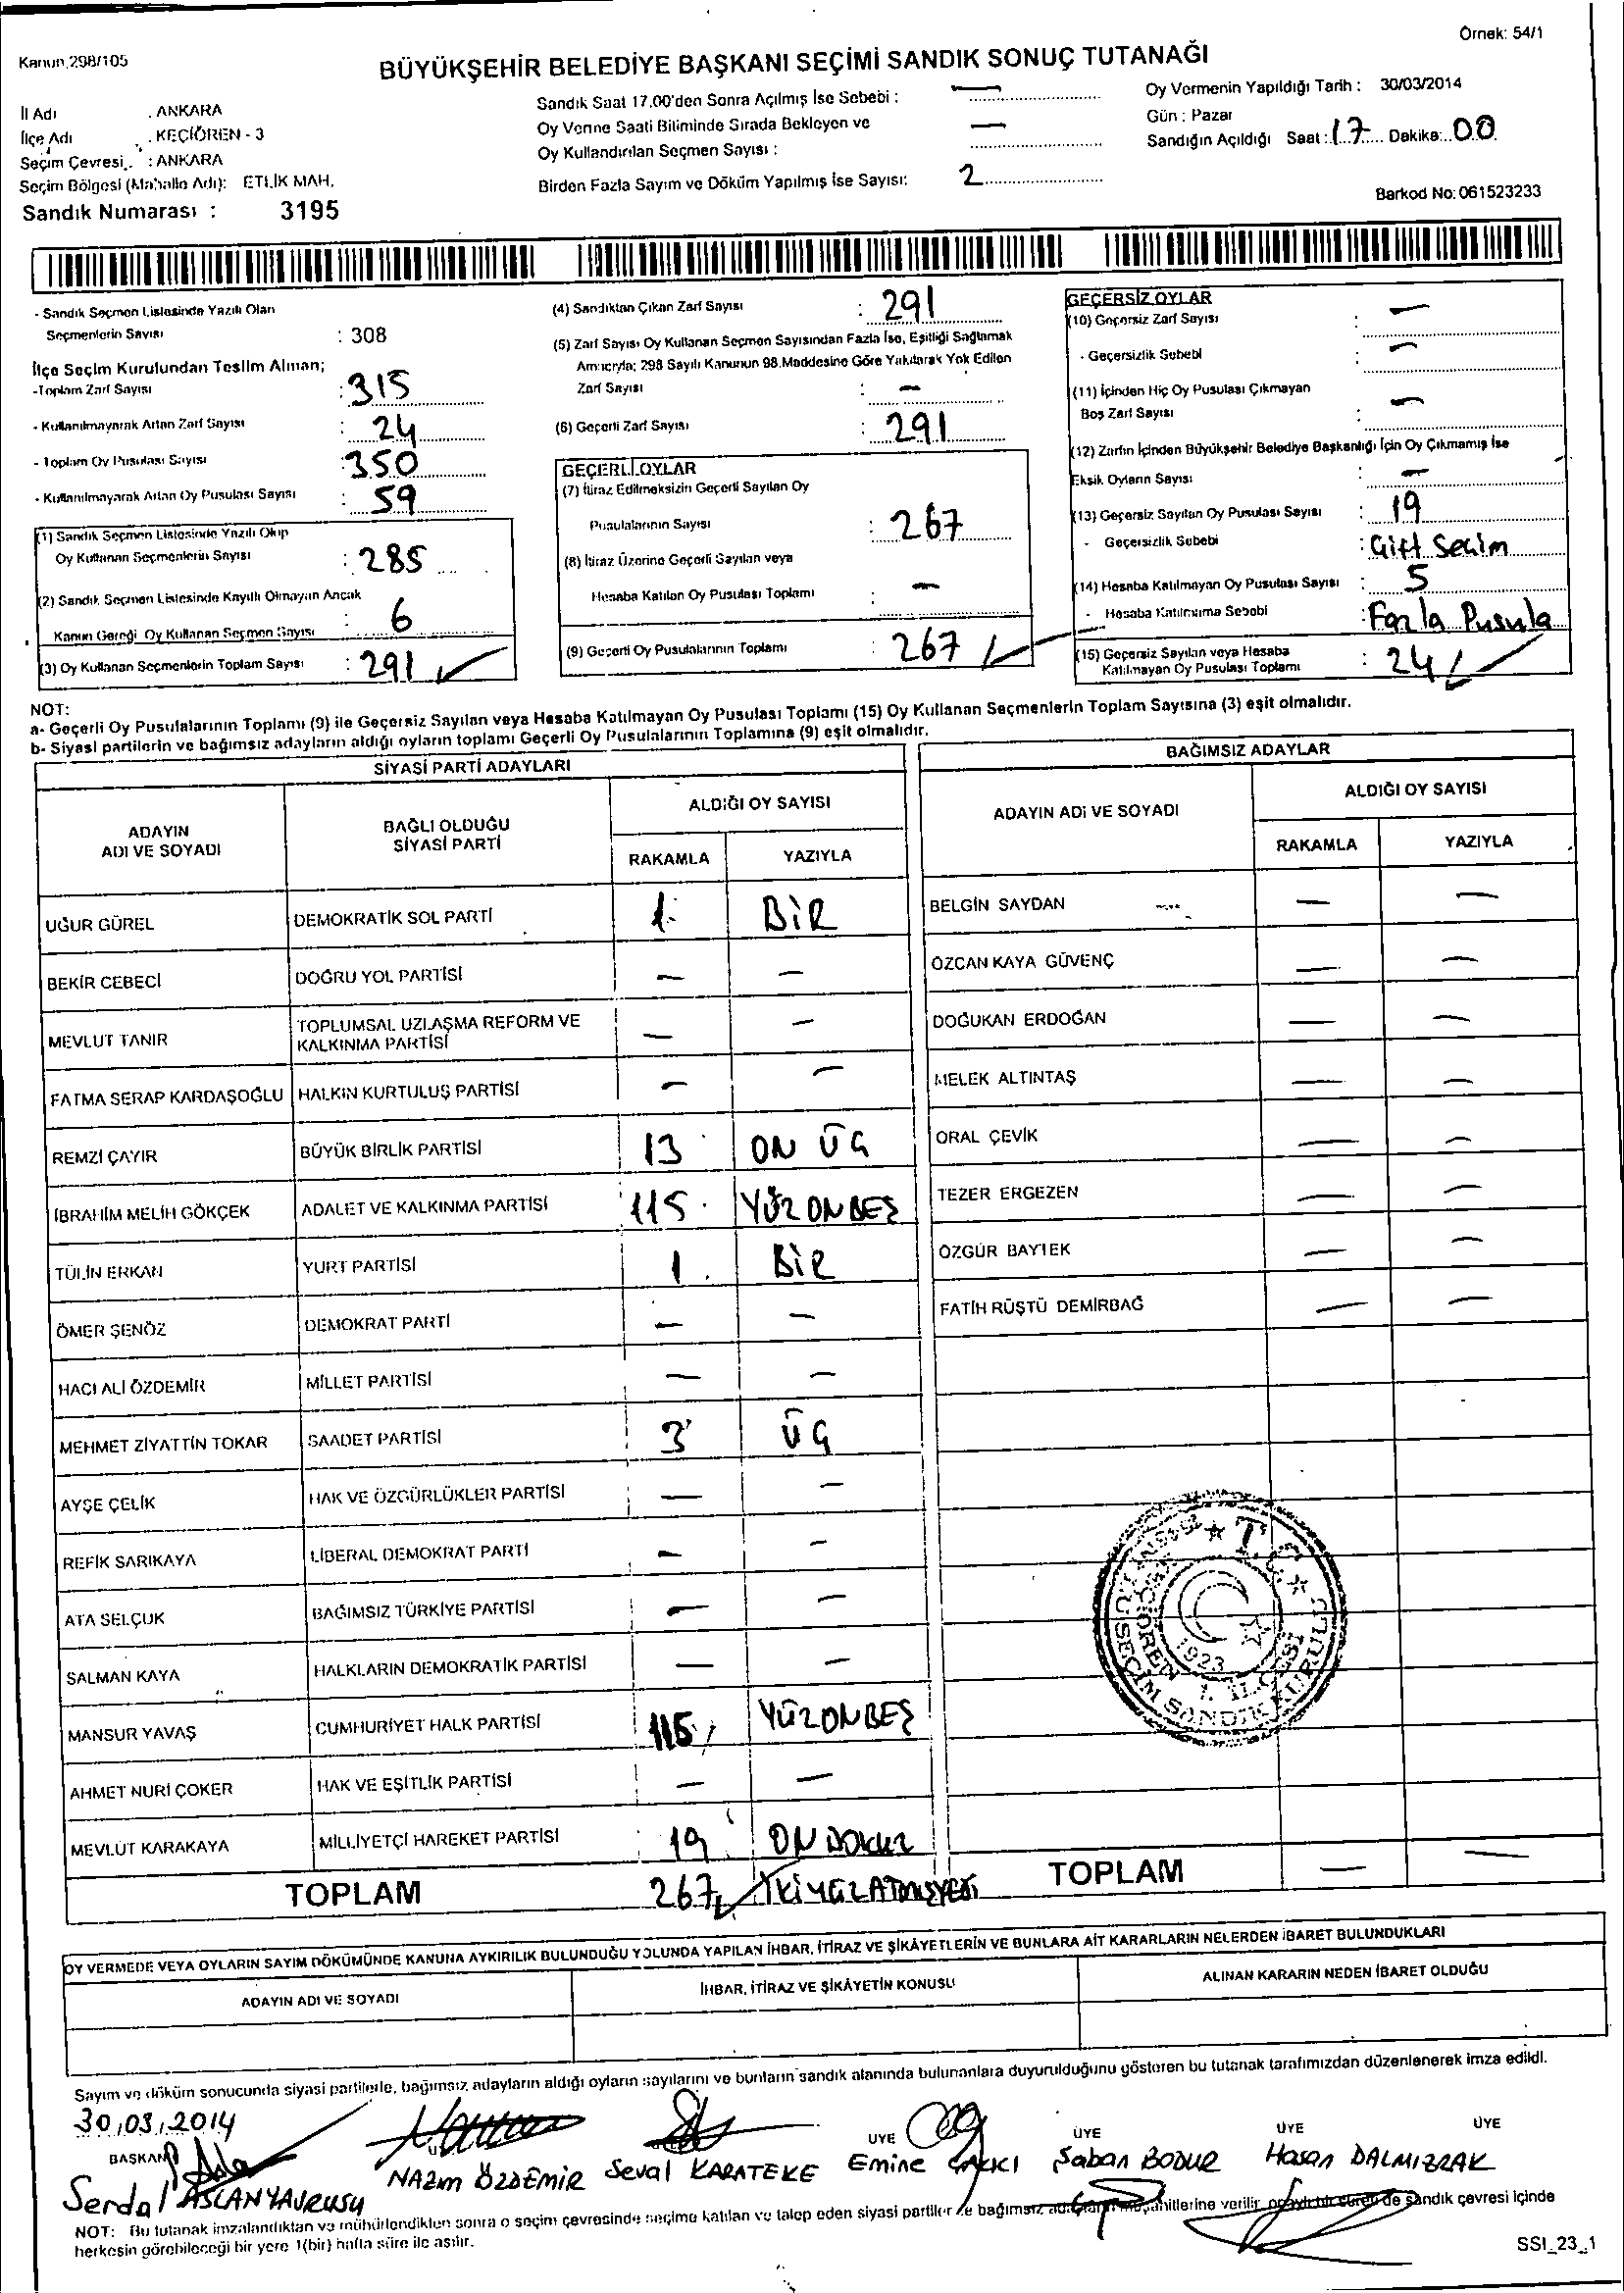 Örnek: 54/1
Kanun 298/105
BÜYÜKŞEHİR BELEDİYE BAŞKANI SEÇİMİ SANDIK SONUÇ TUTANAĞI
İl Adı : ANKARA
İlçe Adı : KEÇİÖREN - 3
Seçim Çevresi : ANKARA
Seçim Bölgesi (Mahalle Adı): ETLİK MAH.
Sandık Numarası : 3195
Sandık Saat 17.00'den Sonra Açılmış İse Sebebi : —
Oy Verme Saati Bitiminde Sırada Bekleyen ve
Oy Kullandırılan Seçmen Sayısı : —
Birden Fazla Sayım ve Döküm Yapılmış İse Sayısı: 2
Oy Vermenin Yapıldığı Tarih : 30/03/2014
Gün : Pazar
Sandığın Açıldığı Saat : 17 Dakika: 00
Barkod No: 061523233
- Sandık Seçmen Listesinde Yazılı Olan
Seçmenlerin Sayısı : 308
İlçe Seçim Kurulundan Teslim Alınan;
-Toplam Zarf Sayısı : 315
- Kullanılmayarak Artan Zarf Sayısı : 24
- Toplam Oy Pusulası Sayısı : 350
- Kullanılmayarak Artan Oy Pusulası Sayısı : 59
(1) Sandık Seçmen Listesinde Yazılı Olup
Oy Kullanan Seçmenlerin Sayısı : 285
(2) Sandık Seçmen Listesinde Kayıtlı Olmayan Ancak
Kanun Gereği Oy Kullanan Seçmen Sayısı : 6
(3) Oy Kullanan Seçmenlerin Toplam Sayısı : 291
(4) Sandıktan Çıkan Zarf Sayısı : 291
(5) Zarf Sayısı Oy Kullanan Seçmen Sayısından Fazla İse, Eşitliği Sağlamak
Amacıyla; 298 Sayılı Kanunun 98.Maddesine Göre Yakılarak Yok Edilen
Zarf Sayısı : —
(6) Geçerli Zarf Sayısı : 291
GEÇERLİ OYLAR
(7) İtiraz Edilmeksizin Geçerli Sayılan Oy
Pusulalarının Sayısı : 267
(8) İtiraz Üzerine Geçerli Sayılan veya
Hesaba Katılan Oy Pusulası Toplamı : —
(9) Geçerli Oy Pusulalarının Toplamı : 267
GEÇERSİZ OYLAR
(10) Geçersiz Zarf Sayısı : —
- Geçersizlik Sebebi : —
(11) İçinden Hiç Oy Pusulası Çıkmayan
Boş Zarf Sayısı : —
(12) Zarfın İçinden Büyükşehir Belediye Başkanlığı İçin Oy Çıkmamış İse
Eksik Oyların Sayısı : —
(13) Geçersiz Sayılan Oy Pusulası Sayısı : 19
- Geçersizlik Sebebi : Çift Seçim
(14) Hesaba Katılmayan Oy Pusulası Sayısı : 5
- Hesaba Katılmama Sebebi : Fazla Pusula
(15) Geçersiz Sayılan veya Hesaba
Katılmayan Oy Pusulası Toplamı : 24
NOT:
a- Geçerli Oy Pusulalarının Toplamı (9) ile Geçersiz Sayılan veya Hesaba Katılmayan Oy Pusulası Toplamı (15) Oy Kullanan Seçmenlerin Toplam Sayısına (3) eşit olmalıdır.
b- Siyasi partilerin ve bağımsız adayların aldığı oyların toplamı Geçerli Oy Pusulalarının Toplamına (9) eşit olmalıdır.
SİYASİ PARTİ ADAYLARI
ADAYIN ADI VE SOYADI
BAĞLI OLDUĞU SİYASİ PARTİ
ALDIĞI OY SAYISI
RAKAMLA YAZIYLA
UĞUR GÜREL DEMOKRATİK SOL PARTİ 1 BİR
BEKİR CEBECİ DOĞRU YOL PARTİSİ — —
MEVLUT TANIR TOPLUMSAL UZLAŞMA REFORM VE KALKINMA PARTİSİ — —
FATMA SERAP KARDAŞOĞLU HALKIN KURTULUŞ PARTİSİ — —
REMZİ ÇAYIR BÜYÜK BİRLİK PARTİSİ 13 ON ÜÇ
İBRAHİM MELİH GÖKÇEK ADALET VE KALKINMA PARTİSİ 115 YÜZONBEŞ
TÜLİN ERKAN YURT PARTİSİ 1 BİR
ÖMER ŞENÖZ DEMOKRAT PARTİ — —
HACI ALİ ÖZDEMİR MİLLET PARTİSİ — —
MEHMET ZİYATTİN TOKAR SAADET PARTİSİ 3 ÜÇ
AYŞE ÇELİK HAK VE ÖZGÜRLÜKLER PARTİSİ — —
REFİK SARIKAYA LİBERAL DEMOKRAT PARTİ — —
ATA SELÇUK BAĞIMSIZ TÜRKİYE PARTİSİ — —
SALMAN KAYA HALKLARIN DEMOKRATİK PARTİSİ — —
MANSUR YAVAŞ CUMHURİYET HALK PARTİSİ 115 YÜZONBEŞ
AHMET NURİ ÇOKER HAK VE EŞİTLİK PARTİSİ — —
MEVLÜT KARAKAYA MİLLİYETÇİ HAREKET PARTİSİ 19 ON DOKUZ
TOPLAM 267 İKİYÜZATMIŞYEDİ
BAĞIMSIZ ADAYLAR
ADAYIN ADI VE SOYADI
ALDIĞI OY SAYISI
RAKAMLA YAZIYLA
BELGİN SAYDAN — —
ÖZCAN KAYA GÜVENÇ — —
DOĞUKAN ERDOĞAN — —
MELEK ALTINTAŞ — —
ORAL ÇEVİK — —
TEZER ERGEZEN — —
ÖZGÜR BAYTEK — —
FATİH RÜŞTÜ DEMİRBAĞ — —
T.C.
1923
SEÇİM SANDIK KURULU
TOPLAM — —
OY VERMEDE VEYA OYLARIN SAYIM DÖKÜMÜNDE KANUNA AYKIRILIK BULUNDUĞU YOLUNDA YAPILAN İHBAR, İTİRAZ VE ŞİKÂYETLERİN VE BUNLARA AİT KARARLARIN NELERDEN İBARET BULUNDUKLARI
ADAYIN ADI VE SOYADI
İHBAR, İTİRAZ VE ŞİKÂYETİN KONUSU
ALINAN KARARIN NEDEN İBARET OLDUĞU
Sayım ve döküm sonucunda siyasi partilerle, bağımsız adayların aldığı oyların sayılarını ve bunların sandık alanında bulunanlara duyurulduğunu gösteren bu tutanak tarafımızdan düzenlenerek imza edildi.
30/03/2014
BAŞKAN ÜYE ÜYE ÜYE ÜYE
Serdal ASLANYAVRUSU Nazım ÖZDEMİR Seval KARATEKE Emine ÇAKICI Şaban BODUR Hasan DALMIZRAK
NOT: Bu tutanak imzalandıktan ve mühürlendikten sonra o seçim çevresinde seçime katılan ve talep eden siyasi partiler ile bağımsız müşahitlerine verilir, sandık çevresi içinde
herkesin görebileceği bir yere 1(bir) hafta süre ile asılır.
SSI_23_1